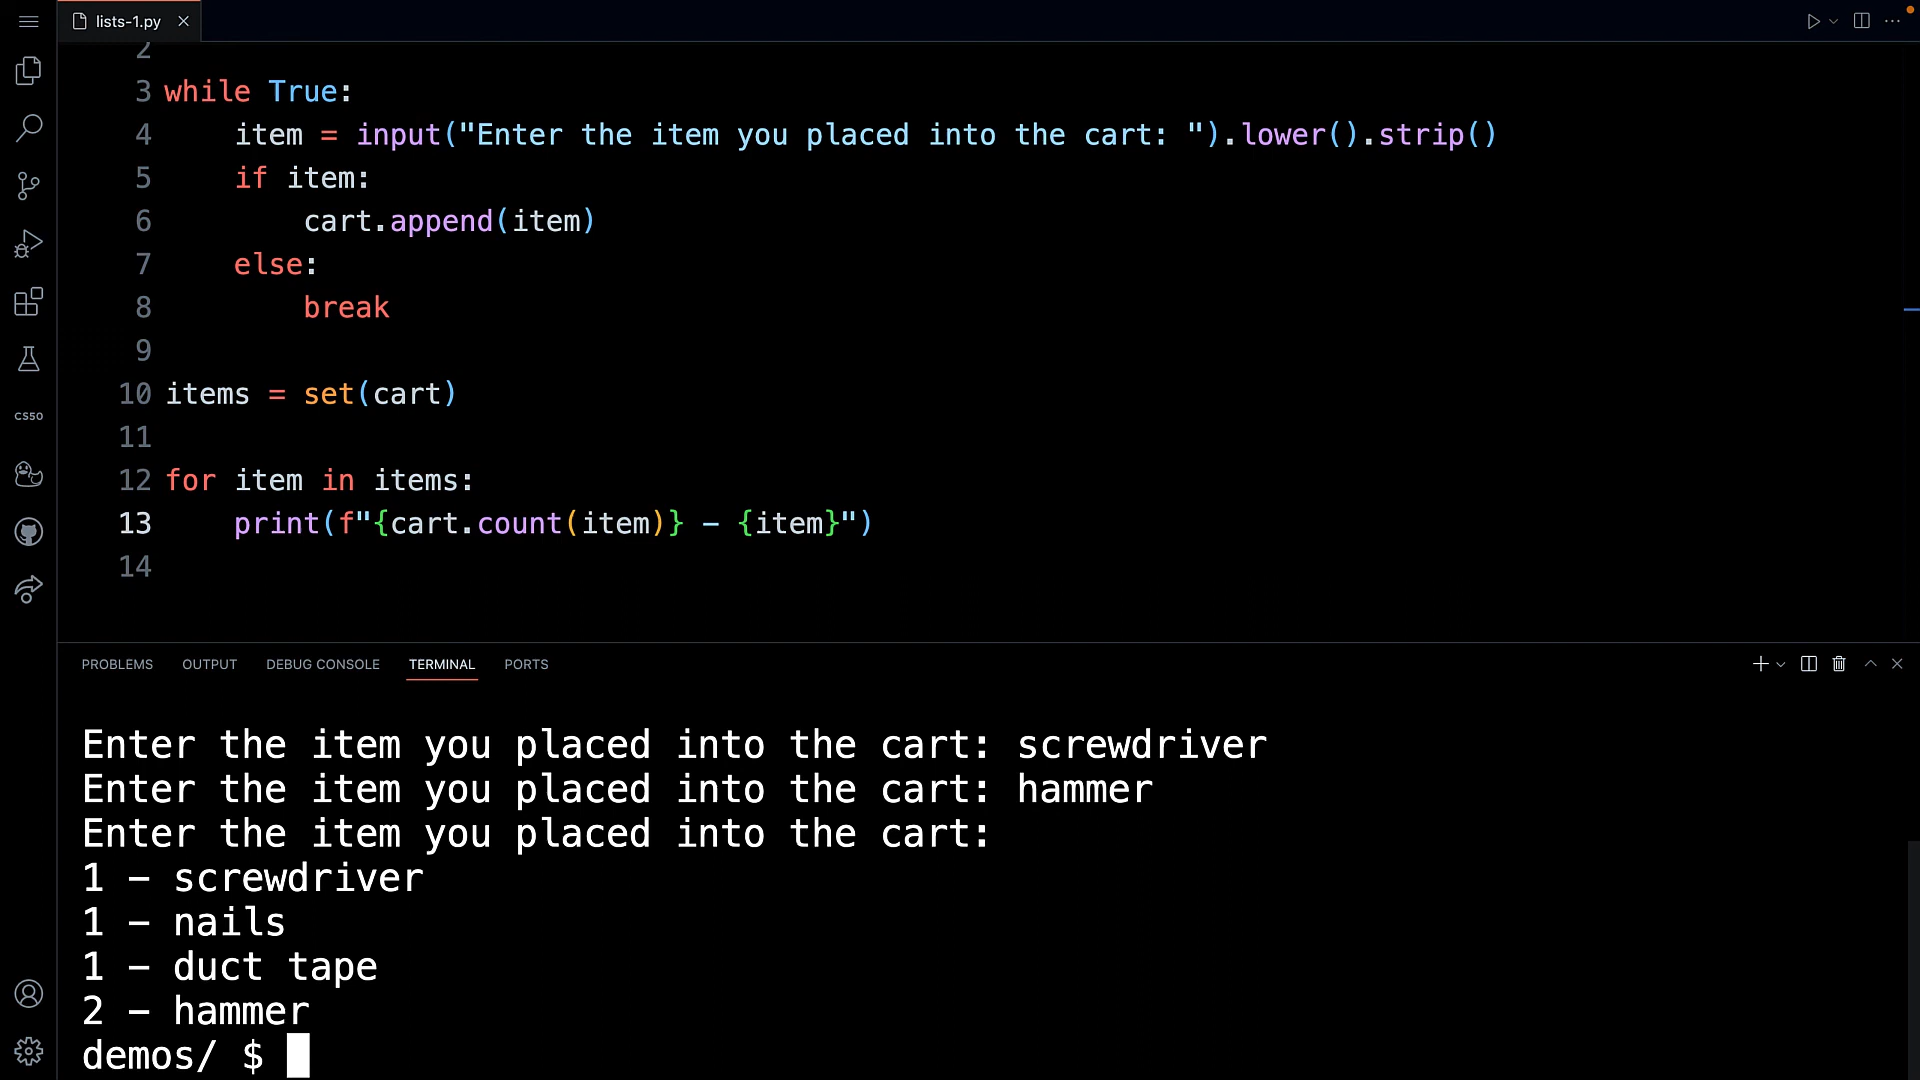 lists-1.py
2
3 while True:
4     item = input("Enter the item you placed into the cart: ").lower().strip()
5     if item:
6         cart.append(item)
7     else:
8         break
9
10 items = set(cart)
11
12 for item in items:
13     print(f"{cart.count(item)} - {item}")
14
CS50
PROBLEMS OUTPUT DEBUG CONSOLE TERMINAL PORTS
Enter the item you placed into the cart: screwdriver
Enter the item you placed into the cart: hammer
Enter the item you placed into the cart:
1 - screwdriver
1 - nails
1 - duct tape
2 - hammer
demos/ $